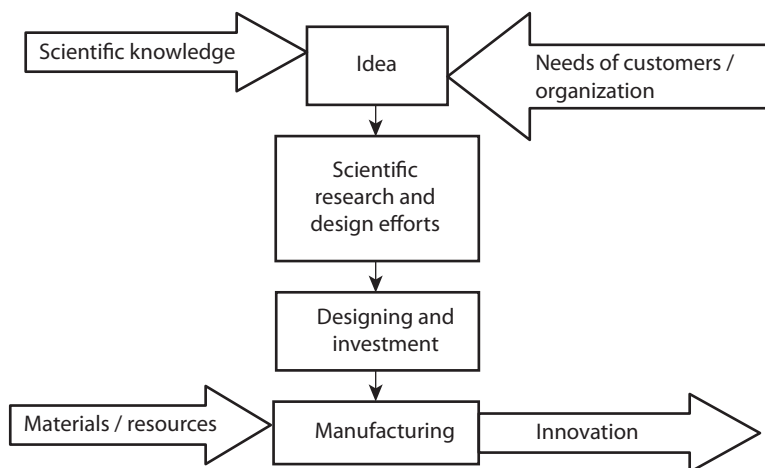 Scientific knowledge
Idea
Needs of customers /
organization
Scientific
research and
design efforts
Designing and
investment
Materials / resources
Manufacturing
Innovation